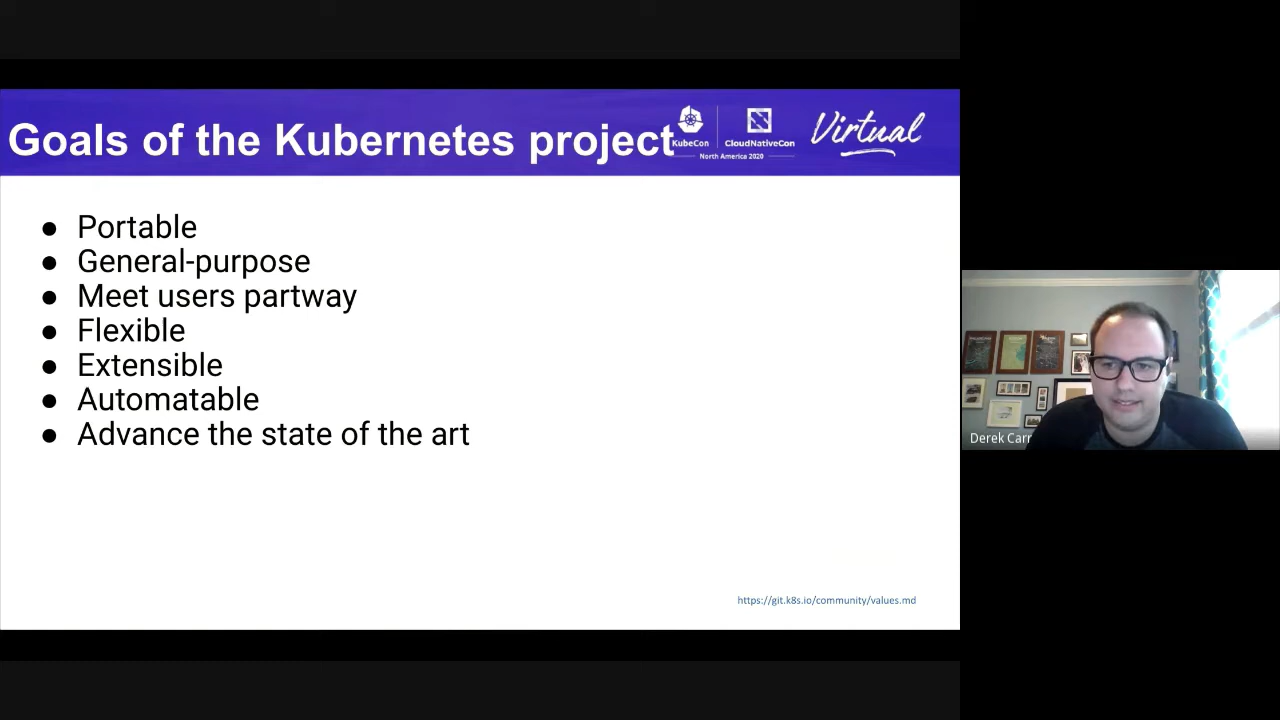 Goals of the Kubernetes project
KubeCon
CloudNativeCon
North America 2020
Virtual
● Portable
● General-purpose
● Meet users partway
● Flexible
● Extensible
● Automatable
● Advance the state of the art
https://git.k8s.io/community/values.md
Derek Carr